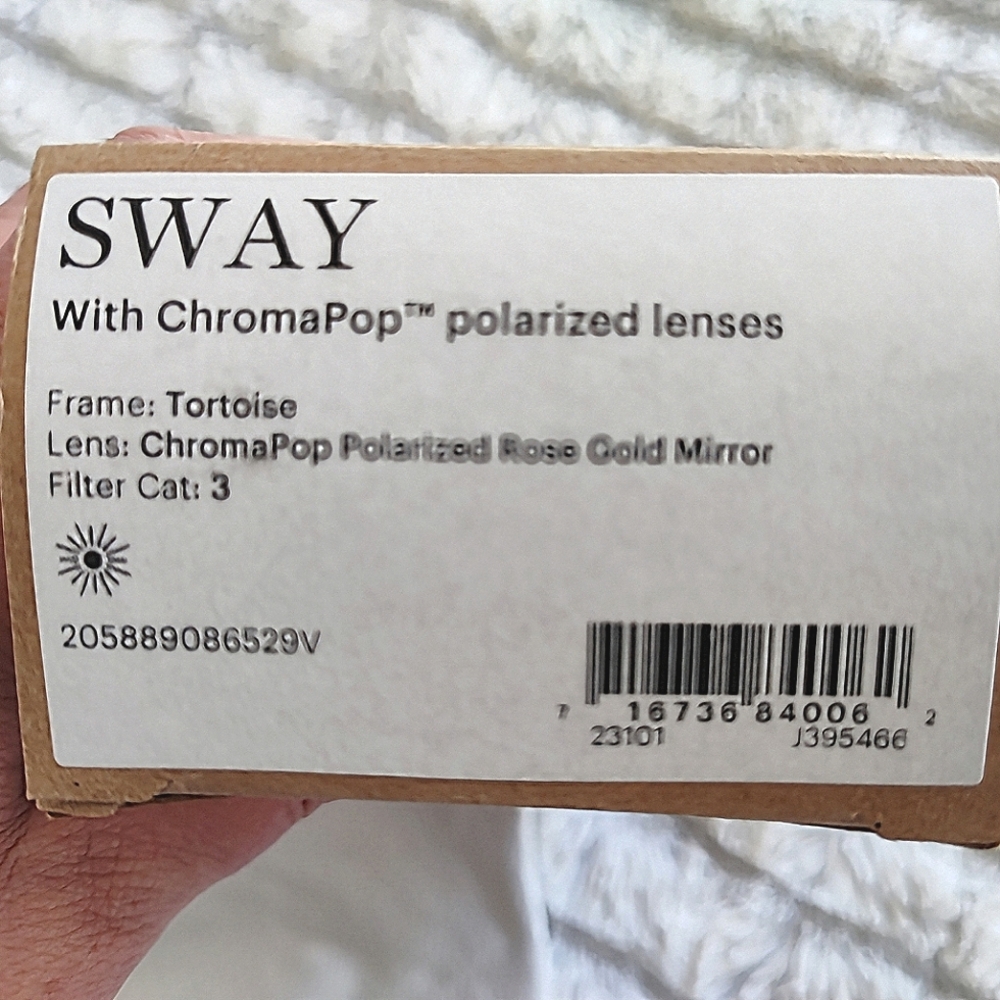 SWAY
With ChromaPop™ polarized lenses
Frame: Tortoise
Lens: ChromaPop Polarized Rose Gold Mirror
Filter Cat: 3
205889086529V
7 16736 84006 2
23101 J395466